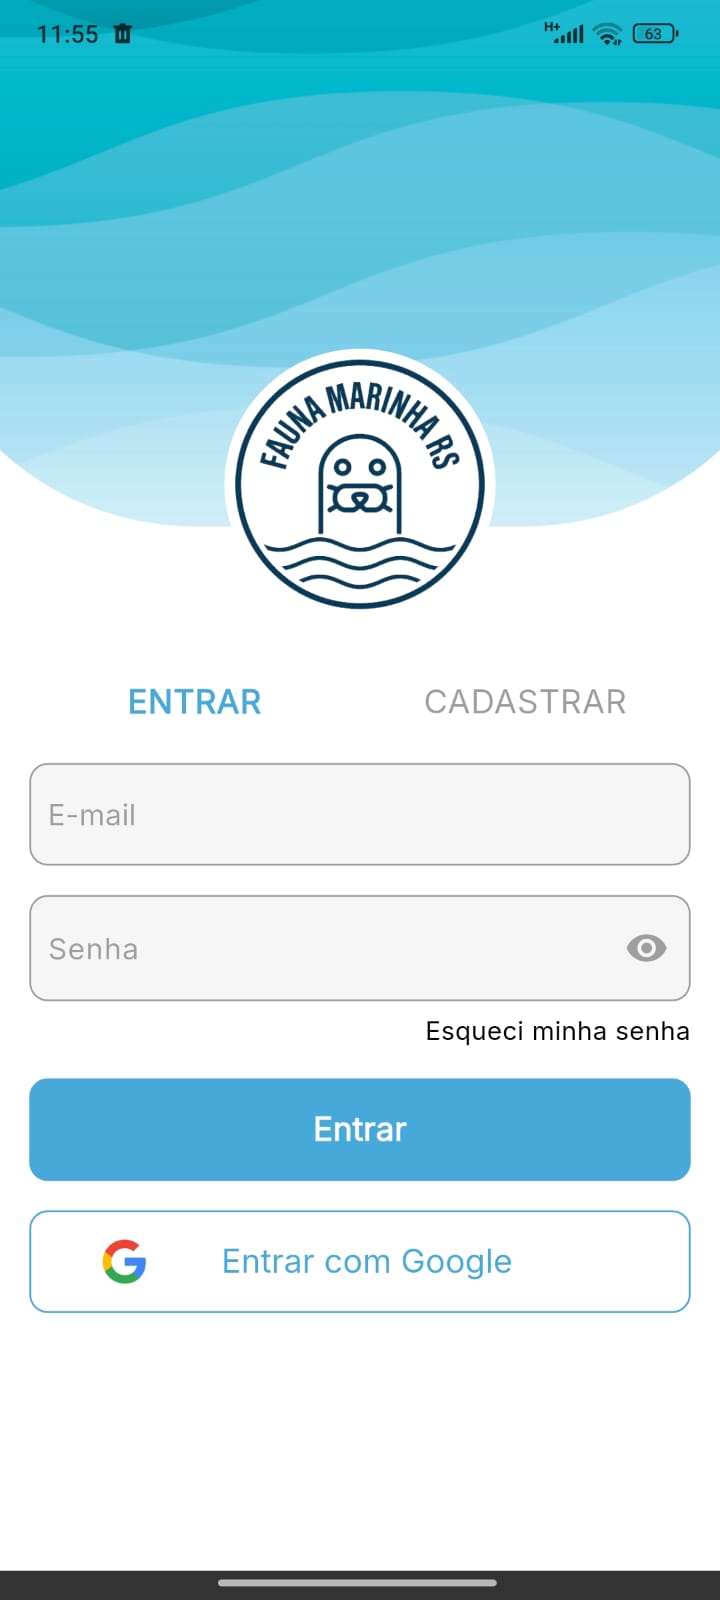 11:55
H+
63
FAUNA MARINHA RS
ENTRAR CADASTRAR
E-mail
Senha
Esqueci minha senha
Entrar
Entrar com Google